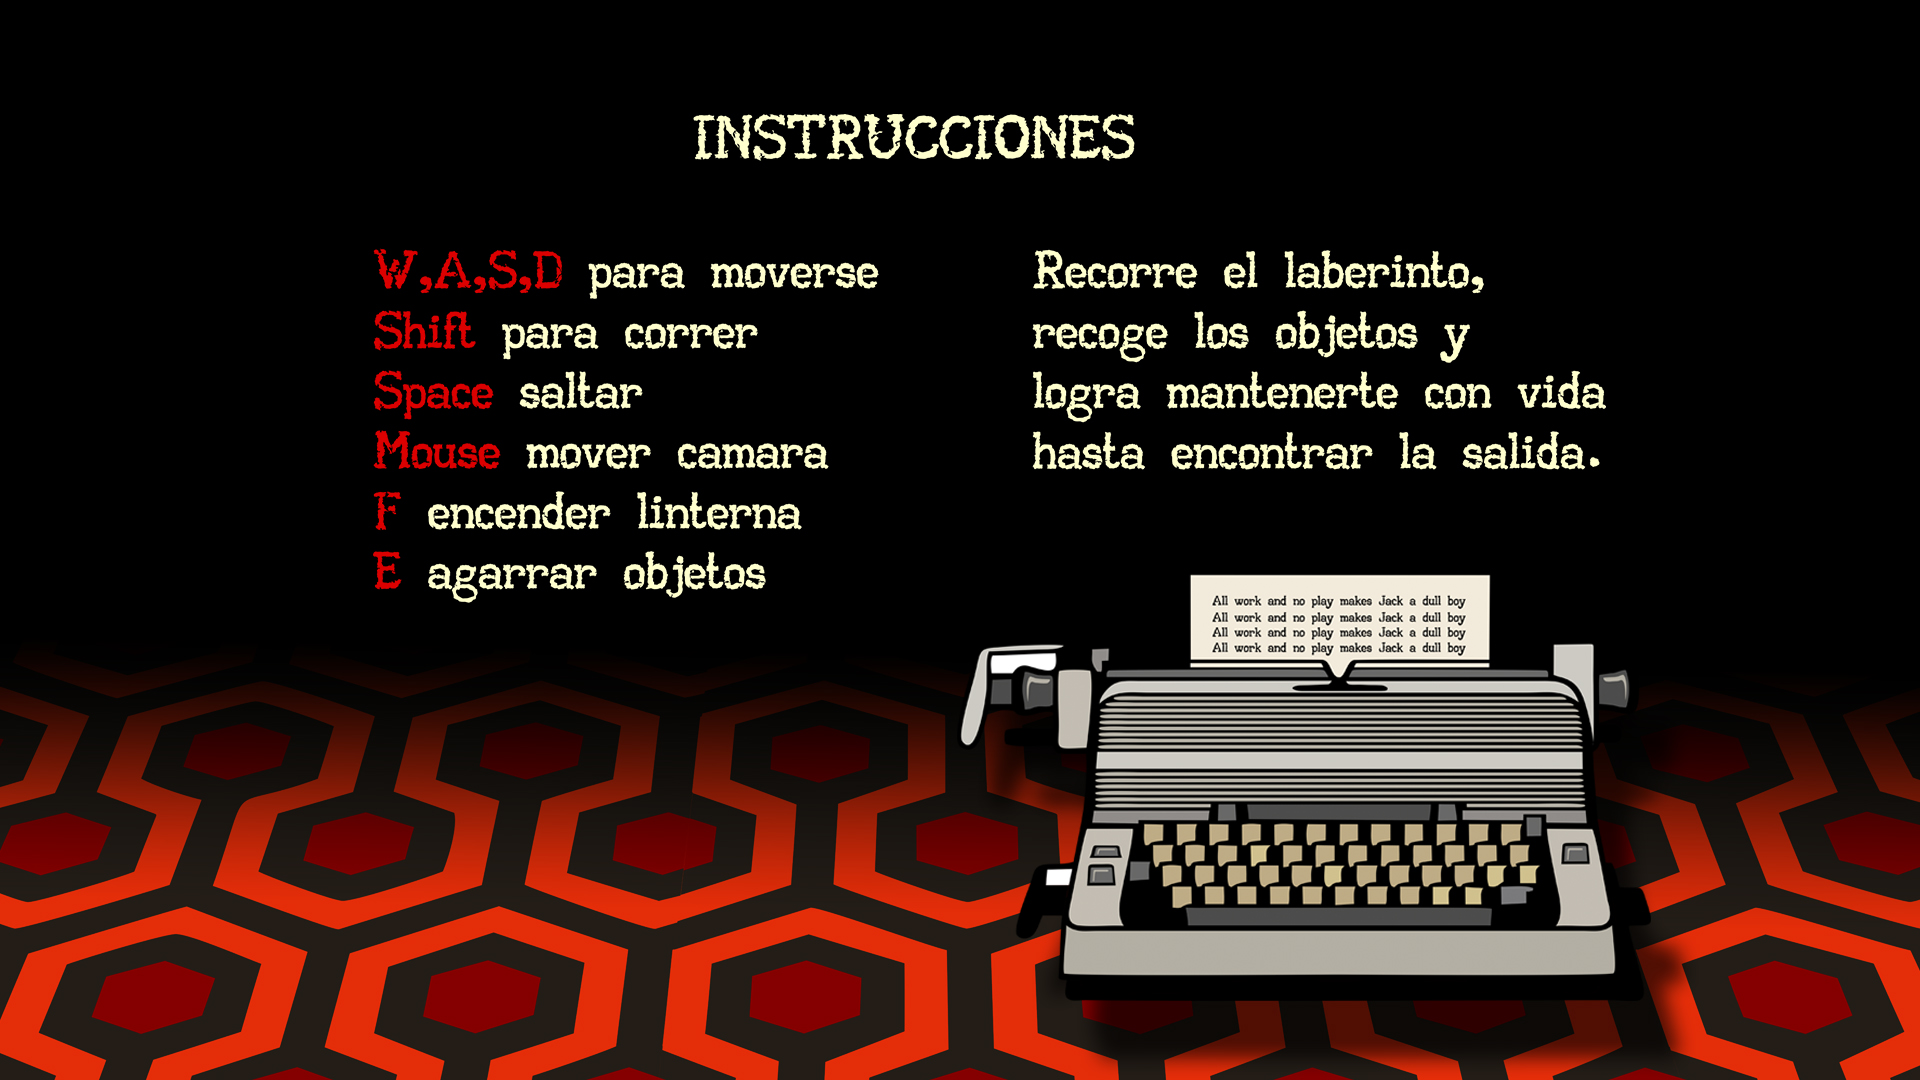 INSTRUCCIONES
W,A,S,D para moverse
Shift para correr
Space saltar
Mouse mover camara
F encender linterna
E agarrar objetos
Recorre el laberinto,
recoge los objetos y
logra mantenerte con vida
hasta encontrar la salida.
All work and no play makes Jack a dull boy
All work and no play makes Jack a dull boy
All work and no play makes Jack a dull boy
All work and no play makes Jack a dull boy